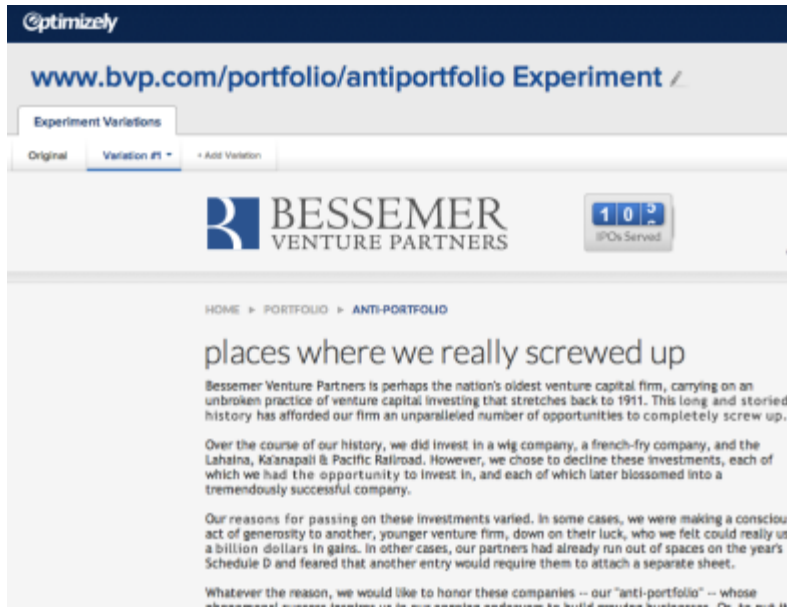 Optimizely
www.bvp.com/portfolio/antiportfolio Experiment
Experiment Variations
Original Variation #1 + Add Variation
BESSEMER
VENTURE PARTNERS
10
IPOs Served
HOME PORTFOLIO ANTI-PORTFOLIO
places where we really screwed up
Bessemer Venture Partners is perhaps the nation's oldest venture capital firm, carrying on an
unbroken practice of venture capital investing that stretches back to 1911. This long and storied
history has afforded our firm an unparalleled number of opportunities to completely screw up.
Over the course of our history, we did invest in a wig company, a french-fry company, and the
Lahaina, Ka'anapali & Pacific Railroad. However, we chose to decline these investments, each of
which we had the opportunity to invest in, and each of which later blossomed into a
tremendously successful company.
Our reasons for passing on these investments varied. In some cases, we were making a consciou
act of generosity to another, younger venture firm, down on their luck, who we felt could really us
a billion dollars in gains. In other cases, our partners had already run out of spaces on the year's
Schedule D and feared that another entry would require them to attach a separate sheet.
Whatever the reason, we would like to honor these companies -- our "anti-portfolio" -- whose